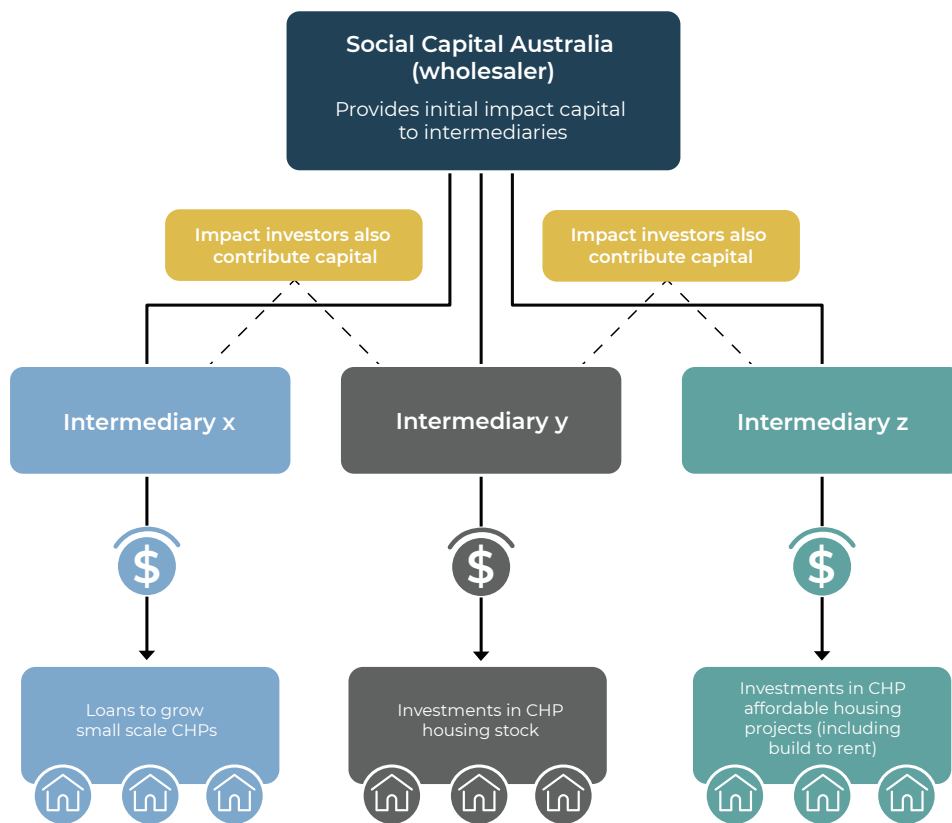 Social Capital Australia
(wholesaler)
Provides initial impact capital
to intermediaries
Impact investors also
contribute capital
Impact investors also
contribute capital
Intermediary x
Intermediary y
Intermediary z
$
$
$
Loans to grow
small scale CHPs
Investments in CHP
housing stock
Investments in CHP
affordable housing
projects (including
build to rent)